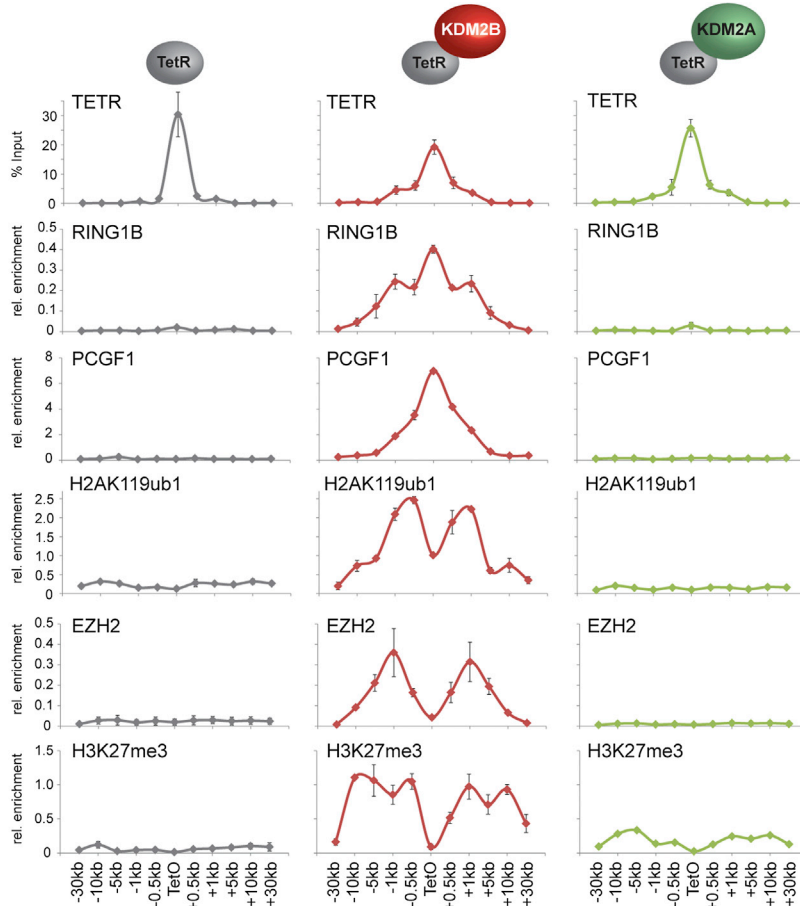 KDM2B
KDM2A
TetR
TetR
TetR
TETR
TETR
TETR
% Input
30
20
10
0
RING1B
RING1B
RING1B
rel. enrichment
0.5
0.4
0.3
0.2
0.1
0
PCGF1
PCGF1
PCGF1
rel. enrichment
8
6
4
2
0
H2AK119ub1
H2AK119ub1
H2AK119ub1
rel. enrichment
2.5
2.0
1.5
1.0
0.5
0
EZH2
EZH2
EZH2
rel. enrichment
0.5
0.4
0.3
0.2
0.1
0
H3K27me3
H3K27me3
H3K27me3
rel. enrichment
1.5
1.0
0.5
0
-30kb
-10kb
-5kb
-1kb
-0.5kb
TetO
-0.5kb
+1kb
+5kb
+10kb
+30kb
-30kb
-10kb
-5kb
-1kb
-0.5kb
TetO
+0.5kb
+1kb
+5kb
+10kb
+30kb
-30kb
-10kb
-5kb
-1kb
-0.5kb
TetO
+0.5kb
+1kb
+5kb
+10kb
+30kb